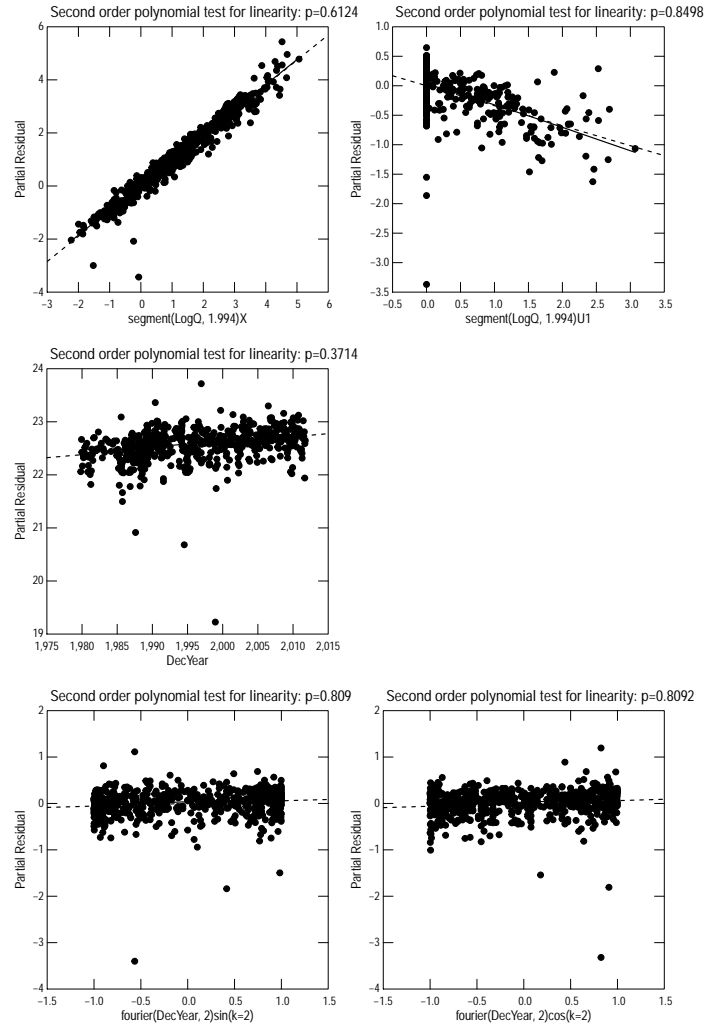 Second order polynomial test for linearity: p=0.6124
6
4
2
0
−2
−4
−3 −2 −1 0 1 2 3 4 5 6
Partial Residual
segment(LogQ, 1.994)X
Second order polynomial test for linearity: p=0.8498
1.0
0.5
0.0
−0.5
−1.0
−1.5
−2.0
−2.5
−3.0
−3.5
−0.5 0.0 0.5 1.0 1.5 2.0 2.5 3.0 3.5
Partial Residual
segment(LogQ, 1.994)U1
Second order polynomial test for linearity: p=0.3714
24
23
22
21
20
19
1,975 1,980 1,985 1,990 1,995 2,000 2,005 2,010 2,015
Partial Residual
DecYear
Second order polynomial test for linearity: p=0.809
2
1
0
−1
−2
−3
−4
−1.5 −1.0 −0.5 0.0 0.5 1.0 1.5
Partial Residual
fourier(DecYear, 2)sin(k=2)
Second order polynomial test for linearity: p=0.8092
2
1
0
−1
−2
−3
−4
−1.5 −1.0 −0.5 0.0 0.5 1.0 1.5
Partial Residual
fourier(DecYear, 2)cos(k=2)